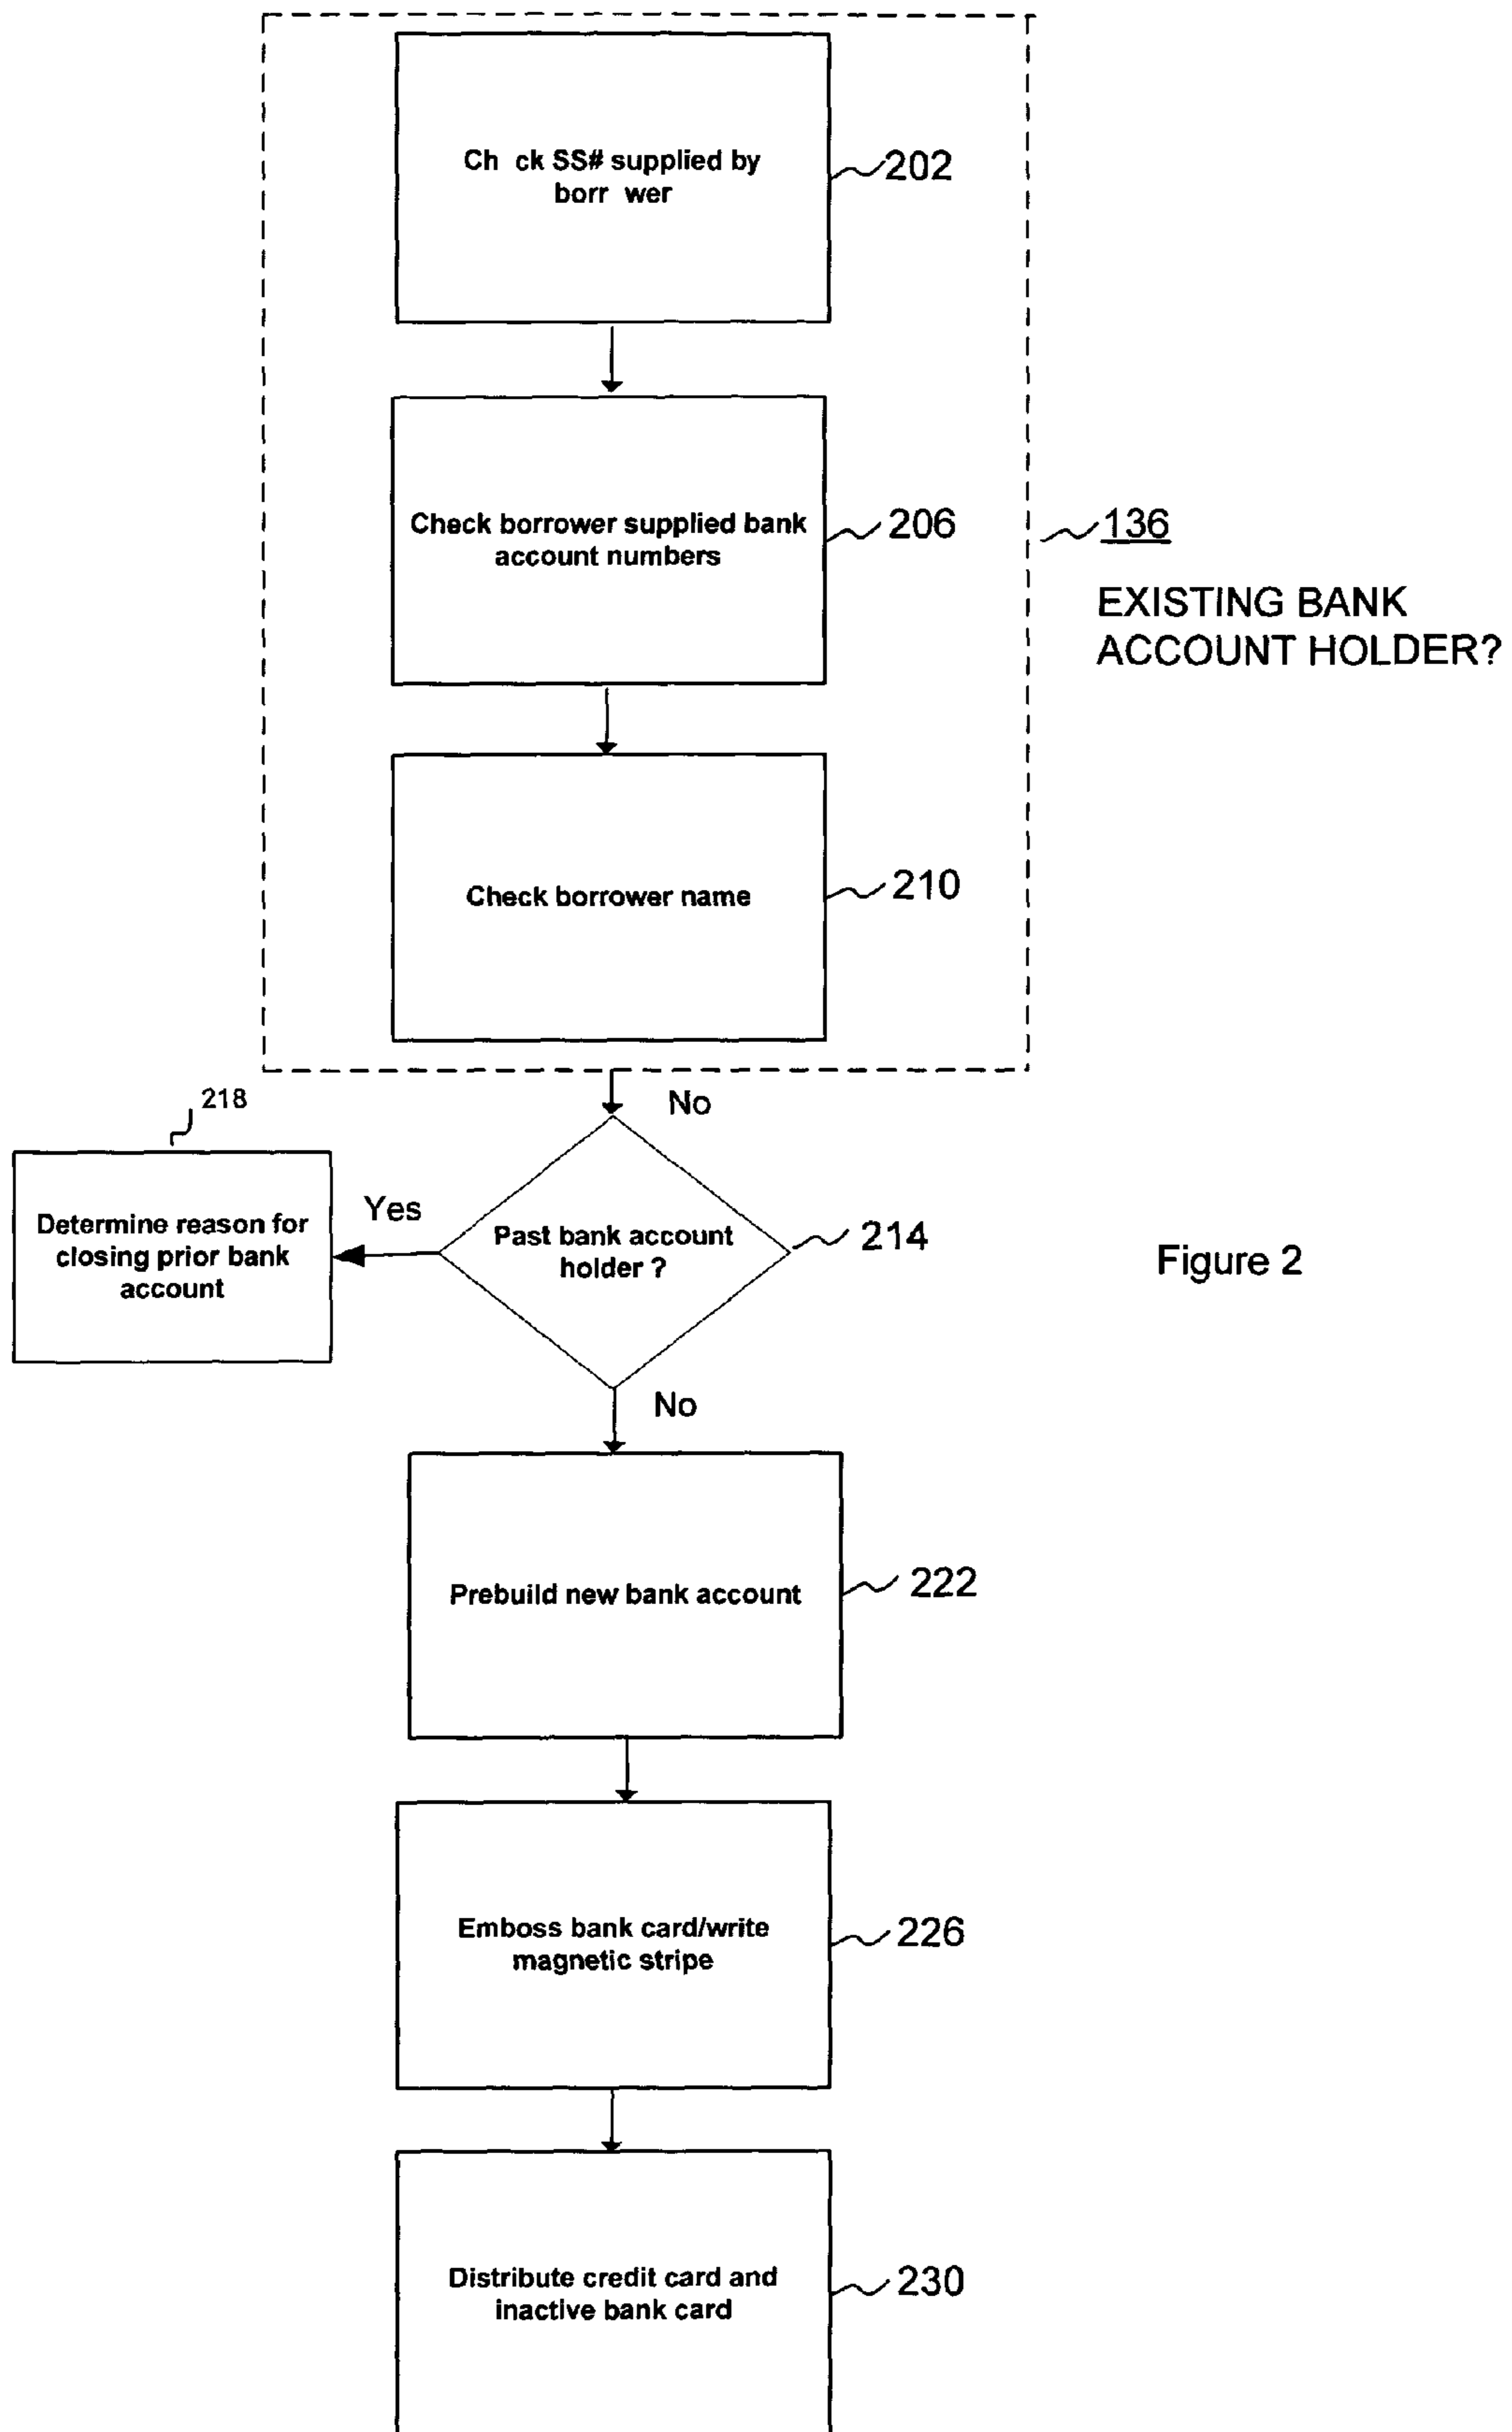 Ch ck SS# supplied by
borr wer
202
Check borrower supplied bank
account numbers
206
136
EXISTING BANK
ACCOUNT HOLDER?
Check borrower name
210
No
218
Determine reason for
closing prior bank
account
Yes
Past bank account
holder ?
214
Figure 2
No
Prebuild new bank account
222
Emboss bank card/write
magnetic stripe
226
Distribute credit card and
inactive bank card
230